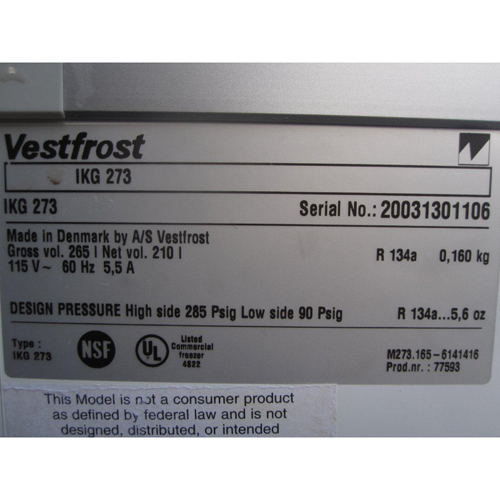 Vestfrost
IKG 273
IKG 273 Serial No.: 20031301106
Made in Denmark by A/S Vestfrost
Gross vol. 265 l Net vol. 210 l R 134a 0,160 kg
115 V~ 60 Hz 5,5 A
DESIGN PRESSURE High side 285 Psig Low side 90 Psig R 134a...5,6 oz
Type :
IKG 273
NSF
UL
Listed
Commercial
freezer
4622
M273.165-6141416
Prod.nr. : 77593
This Model is not a consumer product
as defined by federal law and is not
designed, distributed, or intended